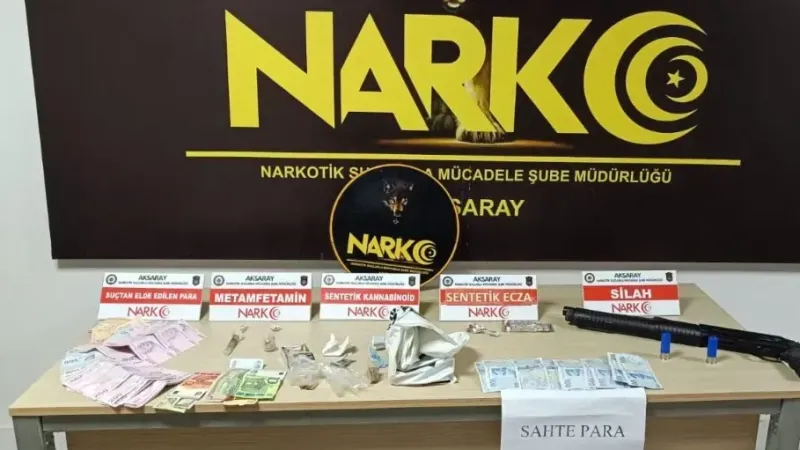 NARKO
NARKOTİK SUÇLARLA MÜCADELE ŞUBE MÜDÜRLÜĞÜ
SARAY
NARKO
AKSARAY
SUÇTAN ELDE EDİLEN PARA
NARKO
AKSARAY
METAMFETAMİN
NARKO
AKSARAY
SENTETİK KANNABİNOİD
NARKO
AKSARAY
SENTETİK ECZA
NARKO
AKSARAY
SİLAH
NARKO
SAHTE PARA